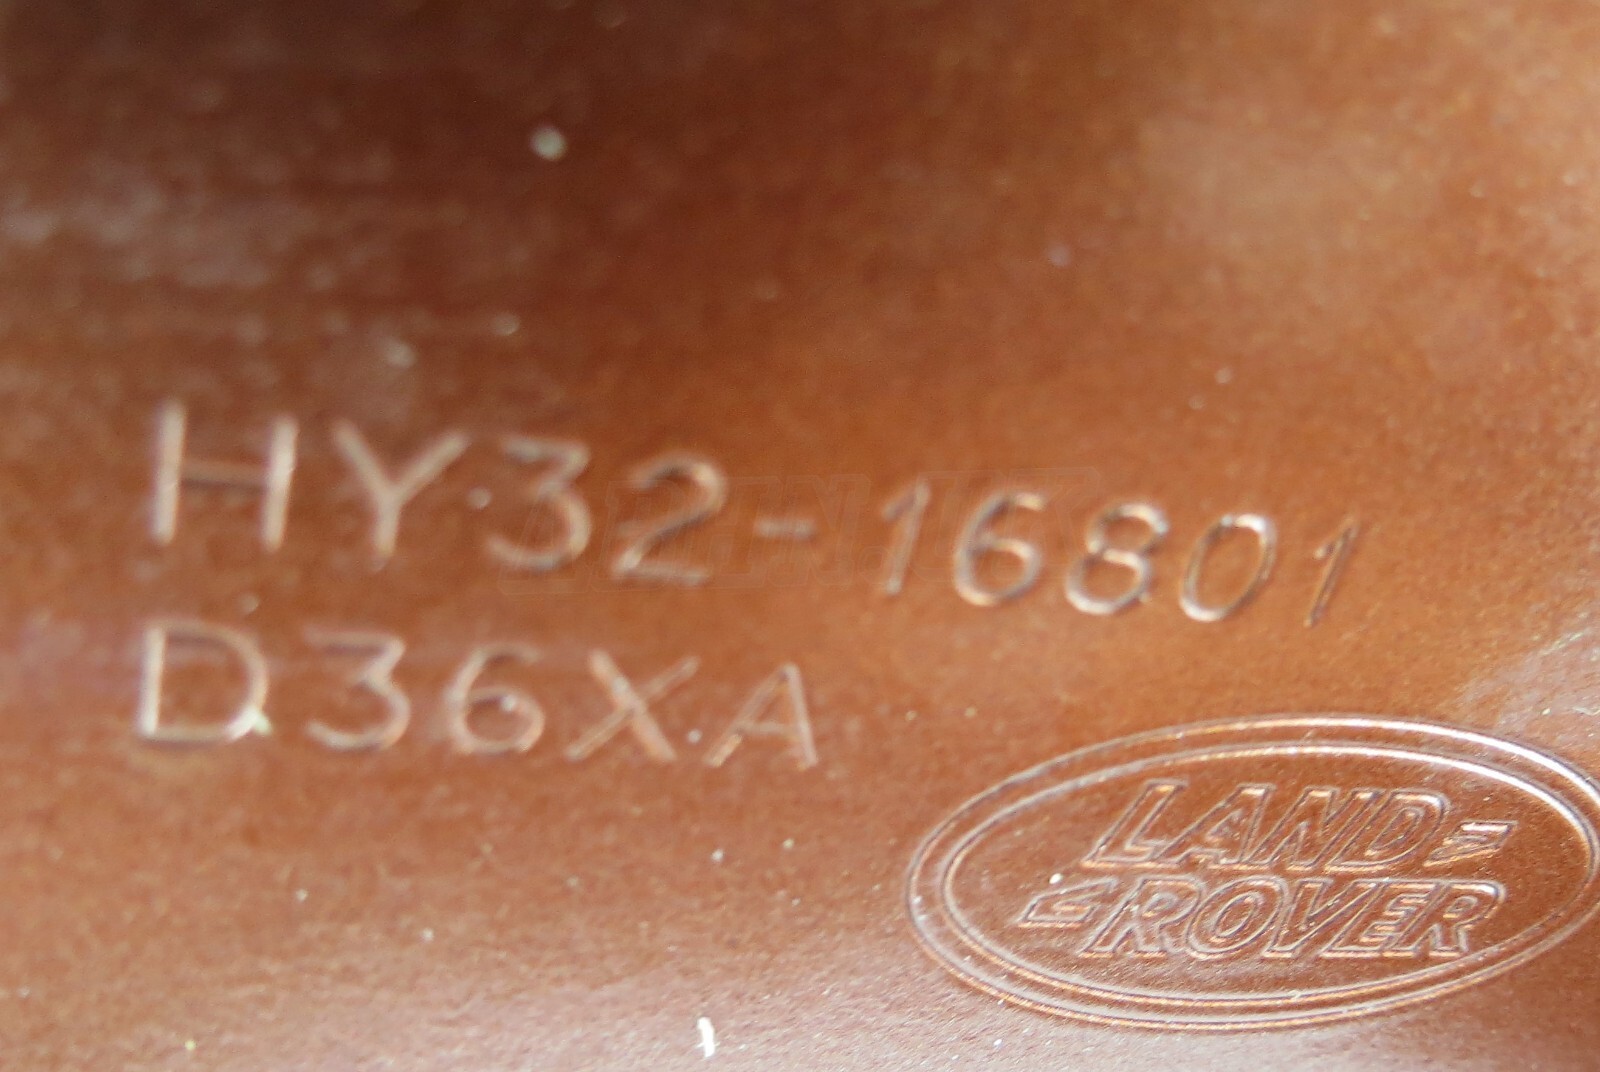 HY32-16801
D36XA
LAND
ROVER